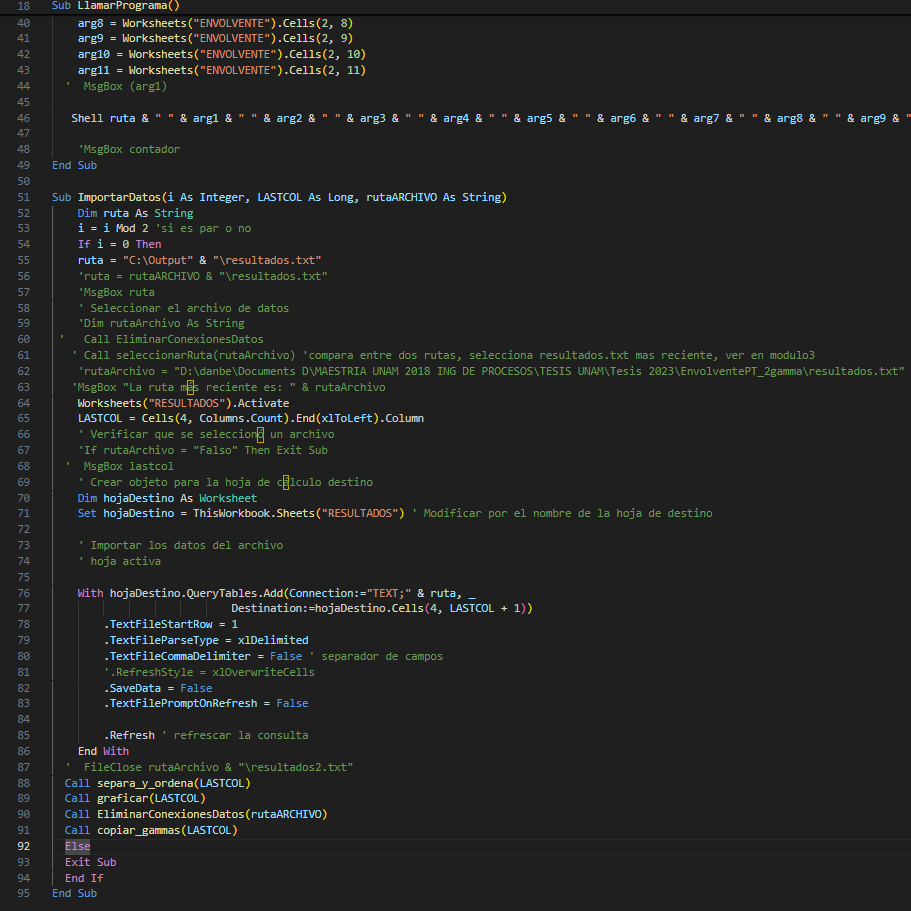 18 Sub LlamarPrograma()
40 arg8 = Worksheets("ENVOLVENTE").Cells(2, 8)
41 arg9 = Worksheets("ENVOLVENTE").Cells(2, 9)
42 arg10 = Worksheets("ENVOLVENTE").Cells(2, 10)
43 arg11 = Worksheets("ENVOLVENTE").Cells(2, 11)
44 ' MsgBox (arg1)
45
46 Shell ruta & " " & arg1 & " " & arg2 & " " & arg3 & " " & arg4 & " " & arg5 & " " & arg6 & " " & arg7 & " " & arg8 & " " & arg9 & "
47
48 'MsgBox contador
49 End Sub
50
51 Sub ImportarDatos(i As Integer, LASTCOL As Long, rutaARCHIVO As String)
52 Dim ruta As String
53 i = i Mod 2 'si es par o no
54 If i = 0 Then
55 ruta = "C:\Output" & "\resultados.txt"
56 'ruta = rutaARCHIVO & "\resultados.txt"
57 'MsgBox ruta
58 ' Seleccionar el archivo de datos
59 'Dim rutaArchivo As String
60 ' Call EliminarConexionesDatos
61 ' Call seleccionarRuta(rutaArchivo) 'compara entre dos rutas, selecciona resultados.txt mas reciente, ver en modulo3
62 'rutaArchivo = "D:\danbe\Documents D\MAESTRIA UNAM 2018 ING DE PROCESOS\TESIS UNAM\Tesis 2023\EnvolventePT_2gamma\resultados.txt"
63 'MsgBox "La ruta más reciente es: " & rutaArchivo
64 Worksheets("RESULTADOS").Activate
65 LASTCOL = Cells(4, Columns.Count).End(xlToLeft).Column
66 ' Verificar que se seleccionó un archivo
67 'If rutaArchivo = "Falso" Then Exit Sub
68 ' MsgBox lastcol
69 ' Crear objeto para la hoja de cálculo destino
70 Dim hojaDestino As Worksheet
71 Set hojaDestino = ThisWorkbook.Sheets("RESULTADOS") ' Modificar por el nombre de la hoja de destino
72
73 ' Importar los datos del archivo
74 ' hoja activa
75
76 With hojaDestino.QueryTables.Add(Connection:="TEXT;" & ruta, _
77 Destination:=hojaDestino.Cells(4, LASTCOL + 1))
78 .TextFileStartRow = 1
79 .TextFileParseType = xlDelimited
80 .TextFileCommaDelimiter = False ' separador de campos
81 '.RefreshStyle = xlOverwriteCells
82 .SaveData = False
83 .TextFilePromptOnRefresh = False
84
85 .Refresh ' refrescar la consulta
86 End With
87 ' FileClose rutaArchivo & "\resultados2.txt"
88 Call separa_y_ordena(LASTCOL)
89 Call graficar(LASTCOL)
90 Call EliminarConexionesDatos(rutaARCHIVO)
91 Call copiar_gammas(LASTCOL)
92 Else
93 Exit Sub
94 End If
95 End Sub